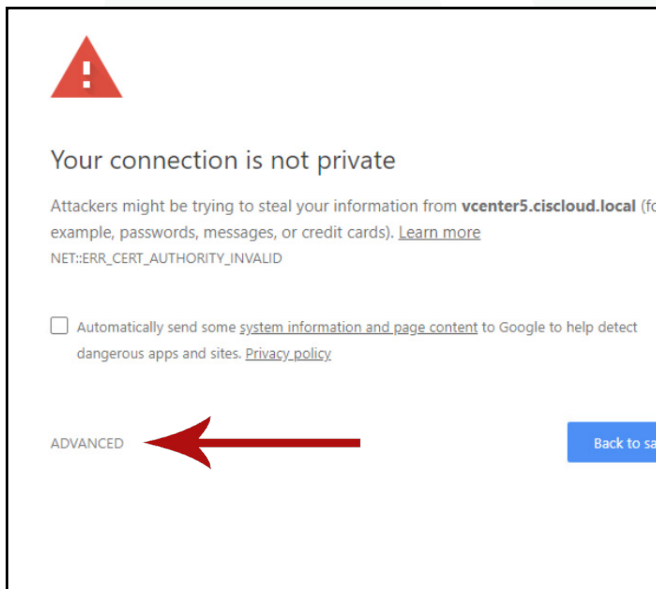 Your connection is not private
Attackers might be trying to steal your information from vcenter5.ciscloud.local (fo
example, passwords, messages, or credit cards). Learn more
NET::ERR_CERT_AUTHORITY_INVALID
Automatically send some system information and page content to Google to help detect
dangerous apps and sites. Privacy policy
ADVANCED
Back to sa